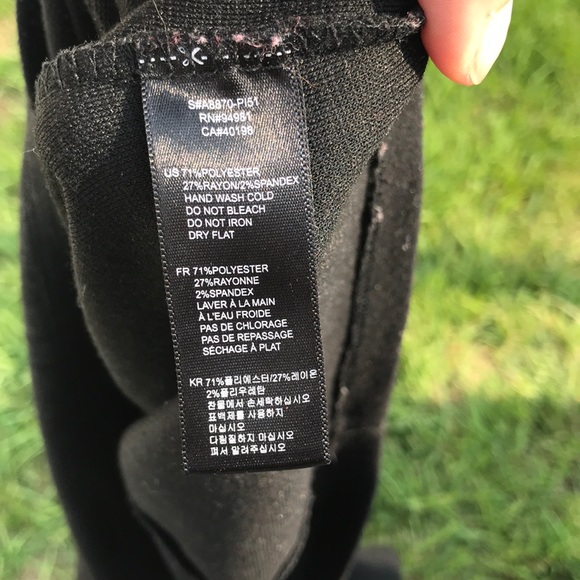 S#A8870-PI51
RN#94981
CA#40198
US 71%POLYESTER
27%RAYON/2%SPANDEX
HAND WASH COLD
DO NOT BLEACH
DO NOT IRON
DRY FLAT
FR 71%POLYESTER
27%RAYONNE
2%SPANDEX
LAVER À LA MAIN
À L'EAU FROIDE
PAS DE CHLORAGE
PAS DE REPASSAGE
SÉCHAGE À PLAT
KR 71%폴리에스터/27%레이온
2%폴리우레탄
찬물에서 손세탁하십시오
표백제를 사용하지
마십시오
다림질하지 마십시오
펴서 말려주십시오